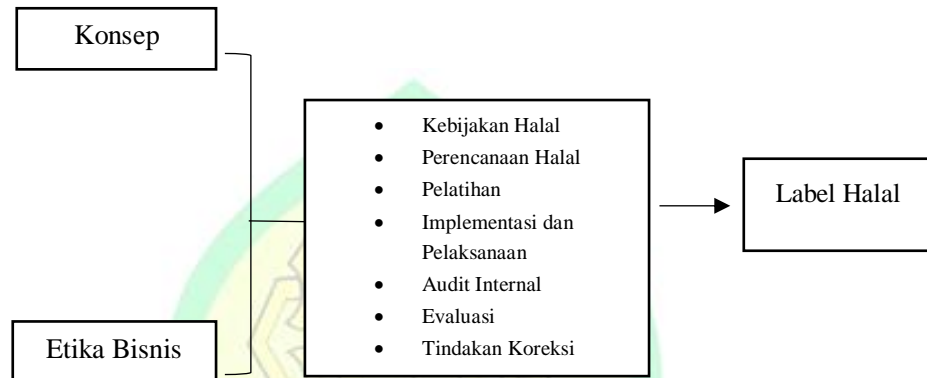 Konsep
Etika Bisnis
• Kebijakan Halal
• Perencanaan Halal
• Pelatihan
• Implementasi dan
Pelaksanaan
• Audit Internal
• Evaluasi
• Tindakan Koreksi
Label Halal